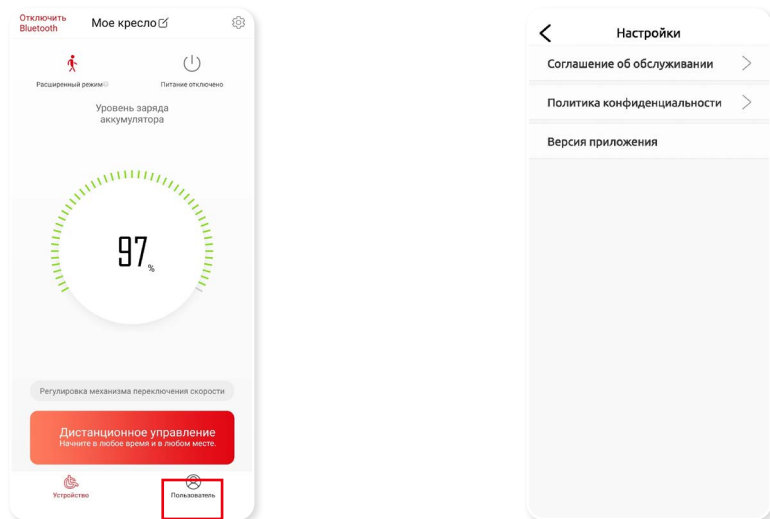 Отключить
Bluetooth
Мое кресло
Расширенный режим
Питание отключено
Уровень заряда
аккумулятора
97
%
Регулировка механизма переключения скорости
Дистанционное управление
Начните в любое время и в любом месте.
Устройство
Пользователь
Настройки
Соглашение об обслуживании
Политика конфиденциальности
Версия приложения